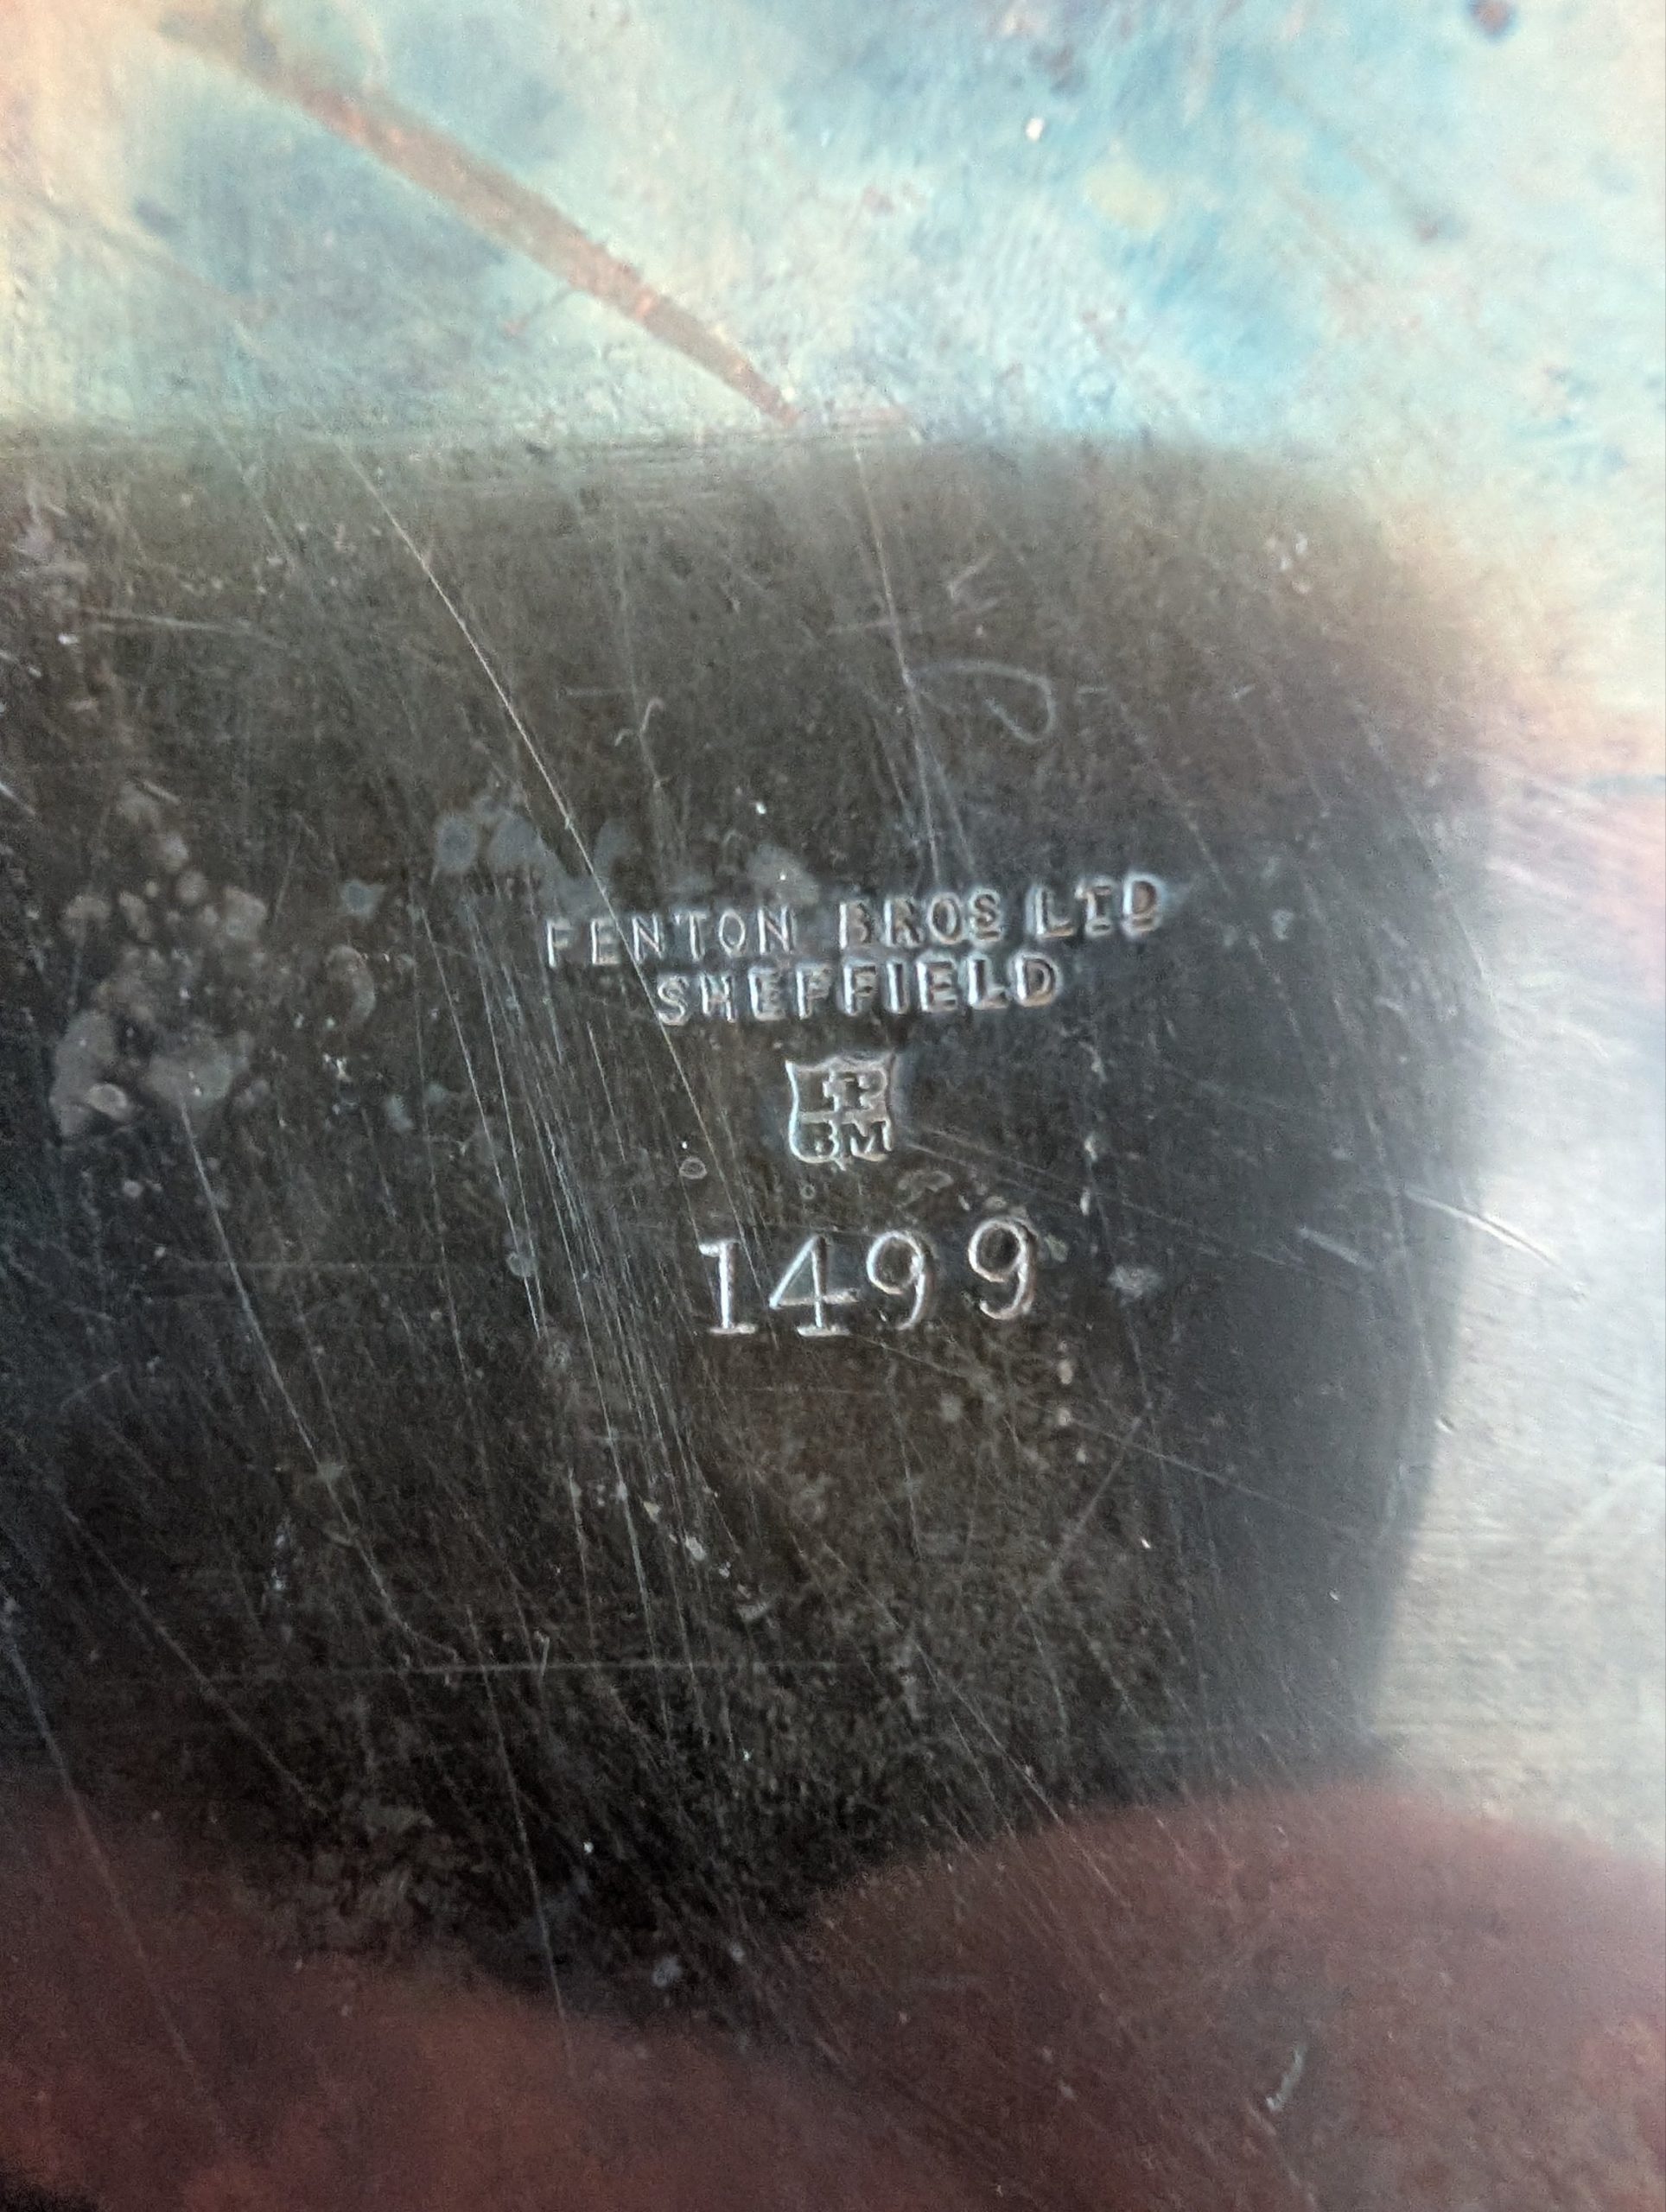 FENTON BROS LTD
SHEFFIELD
EP
BM
1499